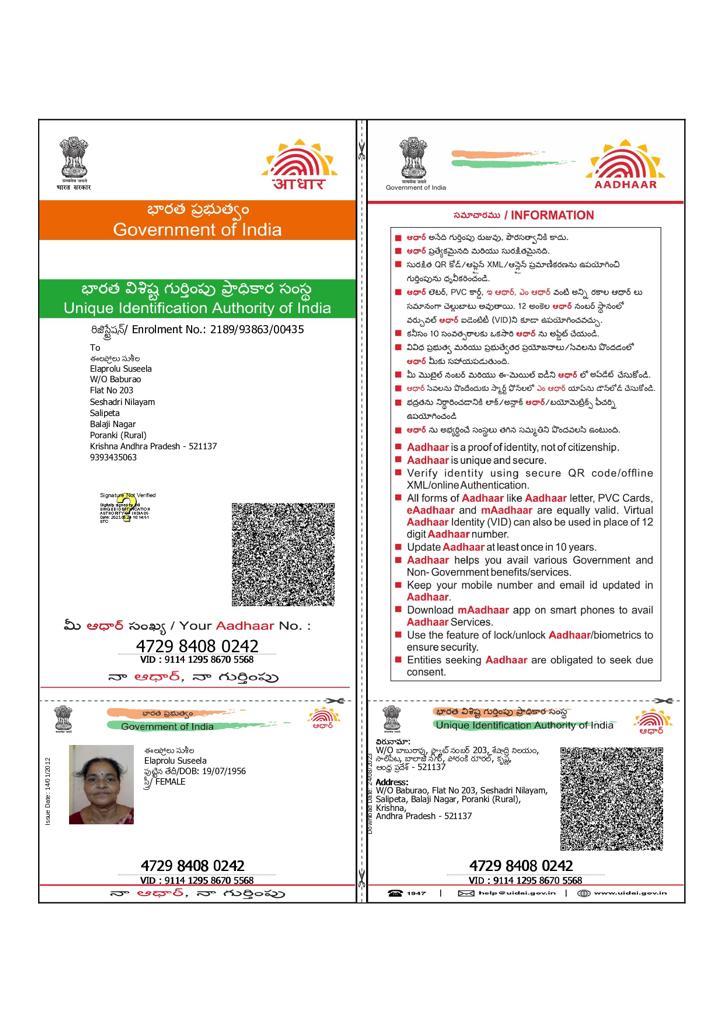 भारत सरकार
आधार
భారత ప్రభుత్వం
Government of India
భారత విశిష్ట గుర్తింపు ప్రాధికార సంస్థ
Unique Identification Authority of India
రిజిస్ట్రేషన్/ Enrolment No.: 2189/93863/00435
To
ఈలప్రోలు సుశీల
Elaprolu Suseela
W/O Baburao
Flat No 203
Seshadri Nilayam
Salipeta
Balaji Nagar
Poranki (Rural)
Krishna Andhra Pradesh - 521137
9393435063
Signature Not Verified
మీ ఆధార్ సంఖ్య / Your Aadhaar No. :
4729 8408 0242
VID : 9114 1295 8670 5568
నా ఆధార్, నా గుర్తింపు
భారత ప్రభుత్వం
Government of India
ఆధార్
Issue Date: 14/01/2012
ఈలప్రోలు సుశీల
Elaprolu Suseela
పుట్టిన తేదీ/DOB: 19/07/1956
స్త్రీ/ FEMALE
4729 8408 0242
VID : 9114 1295 8670 5568
నా ఆధార్, నా గుర్తింపు
Government of India
AADHAAR
సమాచారము / INFORMATION
ఆధార్ అనేది గుర్తింపు రుజువు, పౌరసత్వానికి కాదు.
ఆధార్ ప్రత్యేకమైనది మరియు సురక్షితమైనది.
సురక్షిత QR కోడ్/ఆఫ్లైన్ XML/ఆన్లైన్ ప్రమాణీకరణను ఉపయోగించి
గుర్తింపును ధృవీకరించండి.
ఆధార్ లెటర్, PVC కార్డ్, ఇ ఆధార్, ఎం ఆధార్ వంటి అన్ని రకాల ఆధార్ లు
సమానంగా చెల్లుబాటు అవుతాయి. 12 అంకెల ఆధార్ నంబర్ స్థానంలో
వర్చువల్ ఆధార్ ఐడెంటిటీ (VID)ని కూడా ఉపయోగించవచ్చు.
కనీసం 10 సంవత్సరాలకు ఒకసారి ఆధార్ ను అప్డేట్ చేయండి.
వివిధ ప్రభుత్వ మరియు ప్రభుత్వేతర ప్రయోజనాలు/సేవలను పొందడంలో
ఆధార్ మీకు సహాయపడుతుంది.
మీ మొబైల్ నంబర్ మరియు ఈ-మెయిల్ ఐడిని ఆధార్ లో అప్‌డేట్ చేసుకోండి.
ఆధార్ సేవలను పొందేందుకు స్మార్ట్ ఫోన్‌లలో ఎం ఆధార్ యాప్‌ను డౌన్‌లోడ్ చేసుకోండి.
భద్రతను నిర్ధారించడానికి లాక్/అన్లాక్ ఆధార్/బయోమెట్రిక్స్ ఫీచర్ని
ఉపయోగించండి
ఆధార్ ను అభ్యర్థించే సంస్థలు తగిన సమ్మతిని పొందవలసి ఉంటుంది.
Aadhaar is a proof of identity, not of citizenship.
Aadhaar is unique and secure.
Verify identity using secure QR code/offline
XML/online Authentication.
All forms of Aadhaar like Aadhaar letter, PVC Cards,
eAadhaar and mAadhaar are equally valid. Virtual
Aadhaar Identity (VID) can also be used in place of 12
digit Aadhaar number.
Update Aadhaar at least once in 10 years.
Aadhaar helps you avail various Government and
Non- Government benefits/services.
Keep your mobile number and email id updated in
Aadhaar.
Download mAadhaar app on smart phones to avail
Aadhaar Services.
Use the feature of lock/unlock Aadhaar/biometrics to
ensure security.
Entities seeking Aadhaar are obligated to seek due
consent.
భారత విశిష్ట గుర్తింపు ప్రాధికార సంస్థ
Unique Identification Authority of India
ఆధార్
Download Date:
చిరునామా:
W/O బాబురావు, ఫ్లాట్ నంబర్ 203, శేషాద్రి నిలయం,
సాలిపేట, బాలాజీ నగర్, పోరంకి రూరల్, కృష్ణ,
ఆంధ్ర ప్రదేశ్ - 521137
Address:
W/O Baburao, Flat No 203, Seshadri Nilayam,
Salipeta, Balaji Nagar, Poranki (Rural),
Krishna,
Andhra Pradesh - 521137
4729 8408 0242
VID : 9114 1295 8670 5568
1947 | help@uidai.gov.in | www.uidai.gov.in